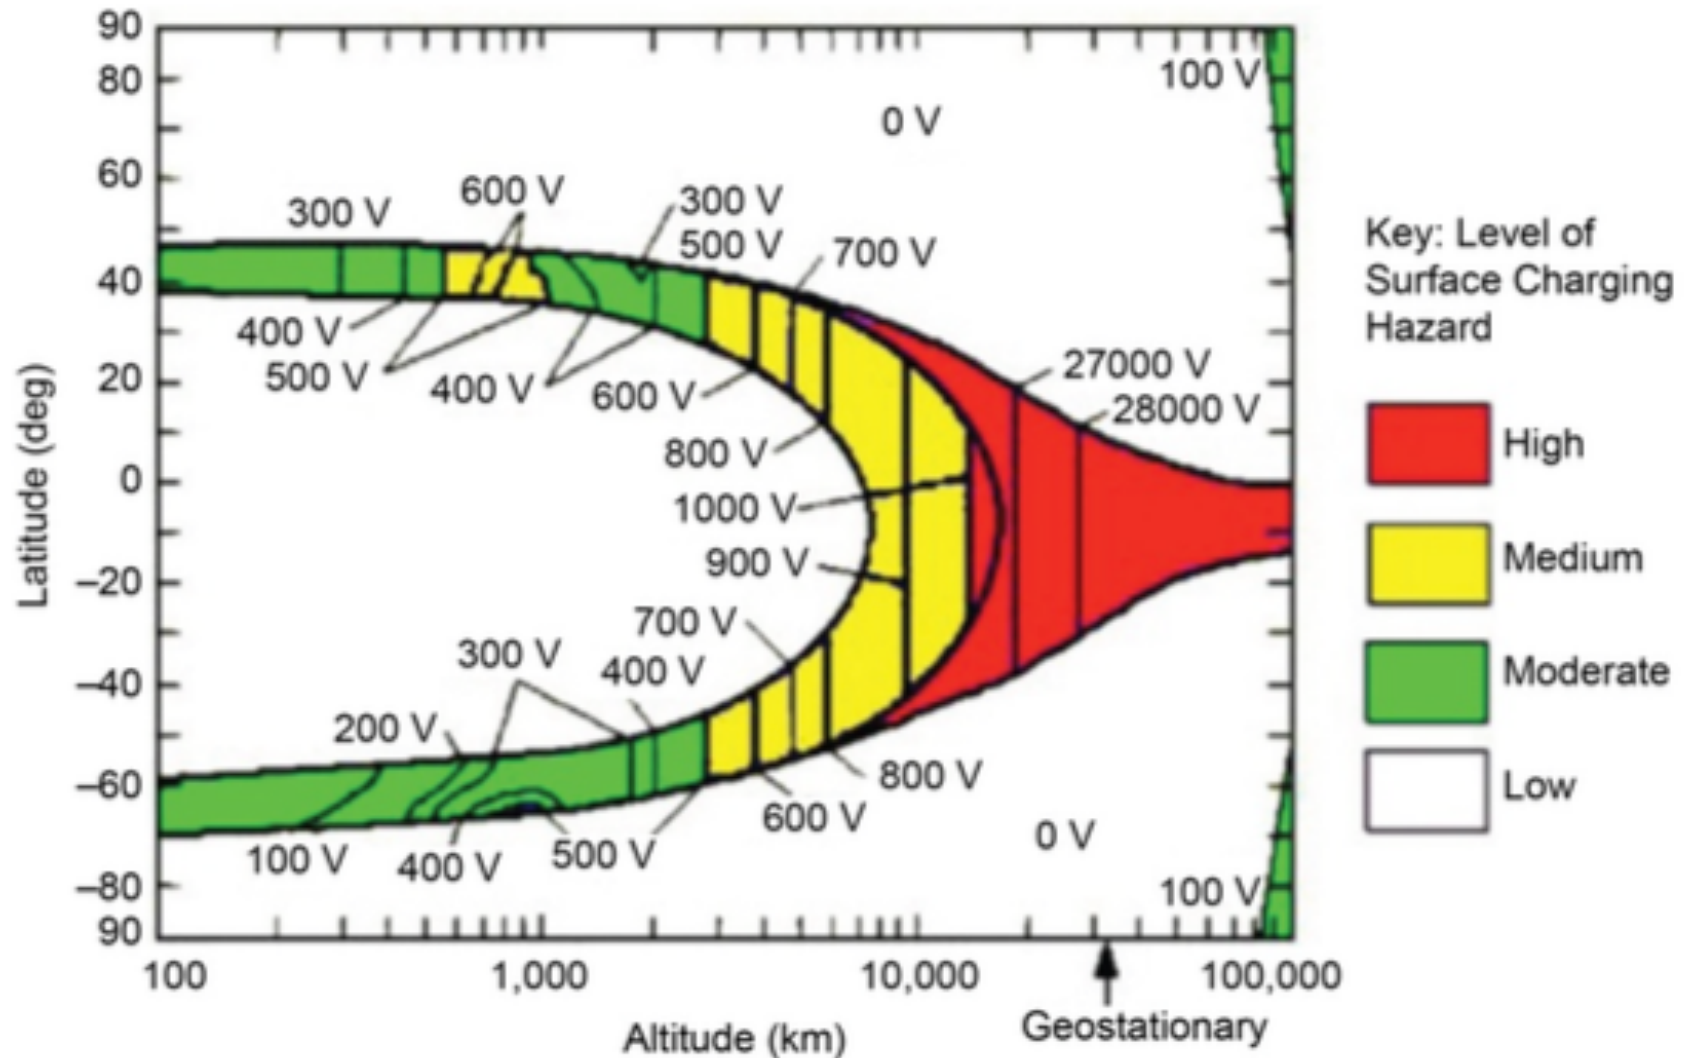 90
80
60
40
20
0
–20
–40
–60
–80
90
Latitude (deg)
100 V
0 V
600 V
300 V
300 V
500 V
700 V
400 V
500 V
400 V
600 V
27000 V
28000 V
800 V
1000 V
900 V
700 V
300 V
400 V
200 V
800 V
600 V
0 V
100 V
400 V
500 V
100 V
100
1,000
10,000
100,000
Altitude (km)
Geostationary
Key: Level of
Surface Charging
Hazard
High
Medium
Moderate
Low